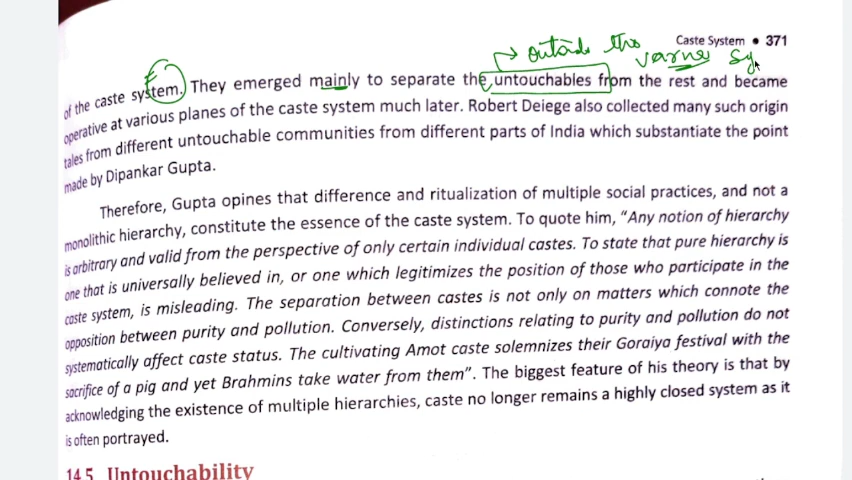 Caste System • 371
outside the
varna sy
of the caste system. They emerged mainly to separate the untouchables from the rest and became
operative at various planes of the caste system much later. Robert Deiege also collected many such origin
tales from different untouchable communities from different parts of India which substantiate the point
made by Dipankar Gupta.
Therefore, Gupta opines that difference and ritualization of multiple social practices, and not a
monolithic hierarchy, constitute the essence of the caste system. To quote him, “Any notion of hierarchy
is arbitrary and valid from the perspective of only certain individual castes. To state that pure hierarchy is
one that is universally believed in, or one which legitimizes the position of those who participate in the
caste system, is misleading. The separation between castes is not only on matters which connote the
opposition between purity and pollution. Conversely, distinctions relating to purity and pollution do not
systematically affect caste status. The cultivating Amot caste solemnizes their Goraiya festival with the
sacrifice of a pig and yet Brahmins take water from them”. The biggest feature of his theory is that by
acknowledging the existence of multiple hierarchies, caste no longer remains a highly closed system as it
is often portrayed.
14.5 Untouchability